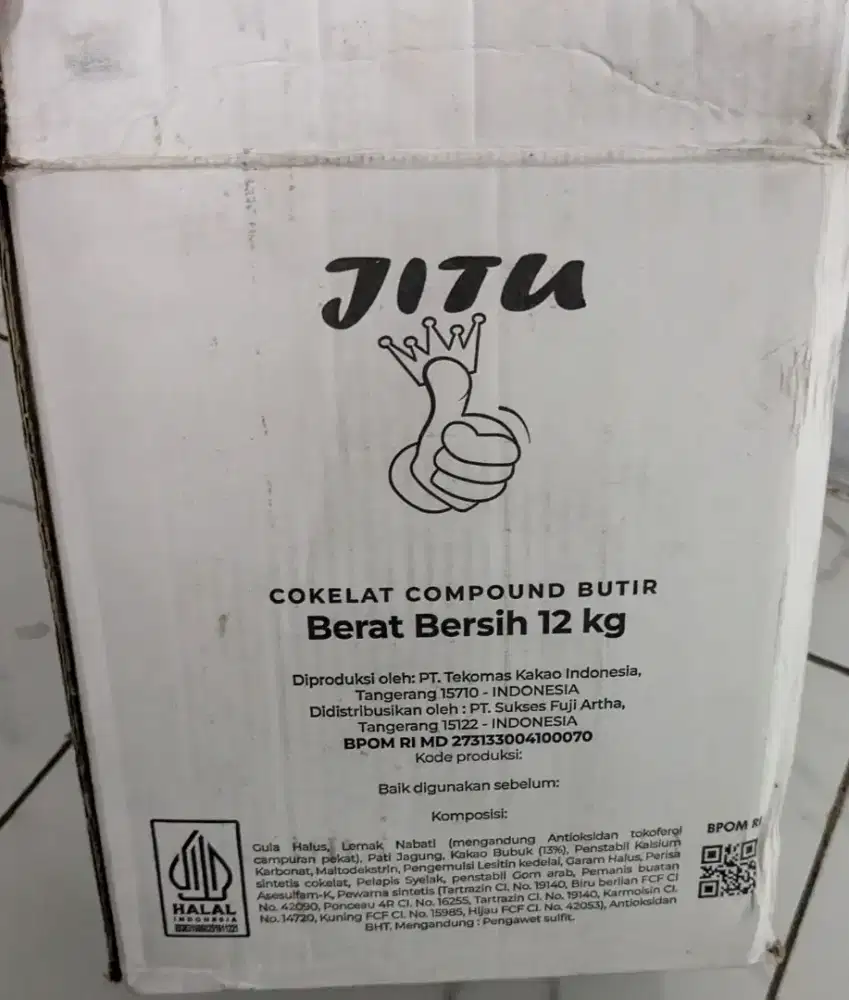 JITU
COKELAT COMPOUND BUTIR
Berat Bersih 12 kg
Diproduksi oleh: PT. Tekomas Kakao Indonesia,
Tangerang 15710 - INDONESIA
Didistribusikan oleh : PT. Sukses Fuji Artha,
Tangerang 15122 - INDONESIA
BPOM RI MD 273133004100070
Kode produksi:
Baik digunakan sebelum:
Komposisi:
Gula Halus, Lemak Nabati (mengandung Antioksidan tokoferol
campuran pekat), Pati Jagung, Kakao Bubuk (13%), Penstabil Kalsium
Karbonat, Maltodekstrin, Pengemulsi Lesitin kedelai, Garam Halus, Perisa
sintetis cokelat, Pelapis Syelak, penstabil Gom arab, Pemanis buatan
Asesulfam-K, Pewarna sintetis (Tartrazin CI. No. 19140, Biru berlian FCF CI
No. 42090, Ponceau 4R CI. No. 16255, Tartrazin CI. No. 19140, Karmoisin CI.
No. 14720, Kuning FCF CI. No. 15985, Hijau FCF CI. No. 42053), Antioksidan
BHT, Mengandung : Pengawet sulfit.
HALAL
INDONESIA
BPOM RI